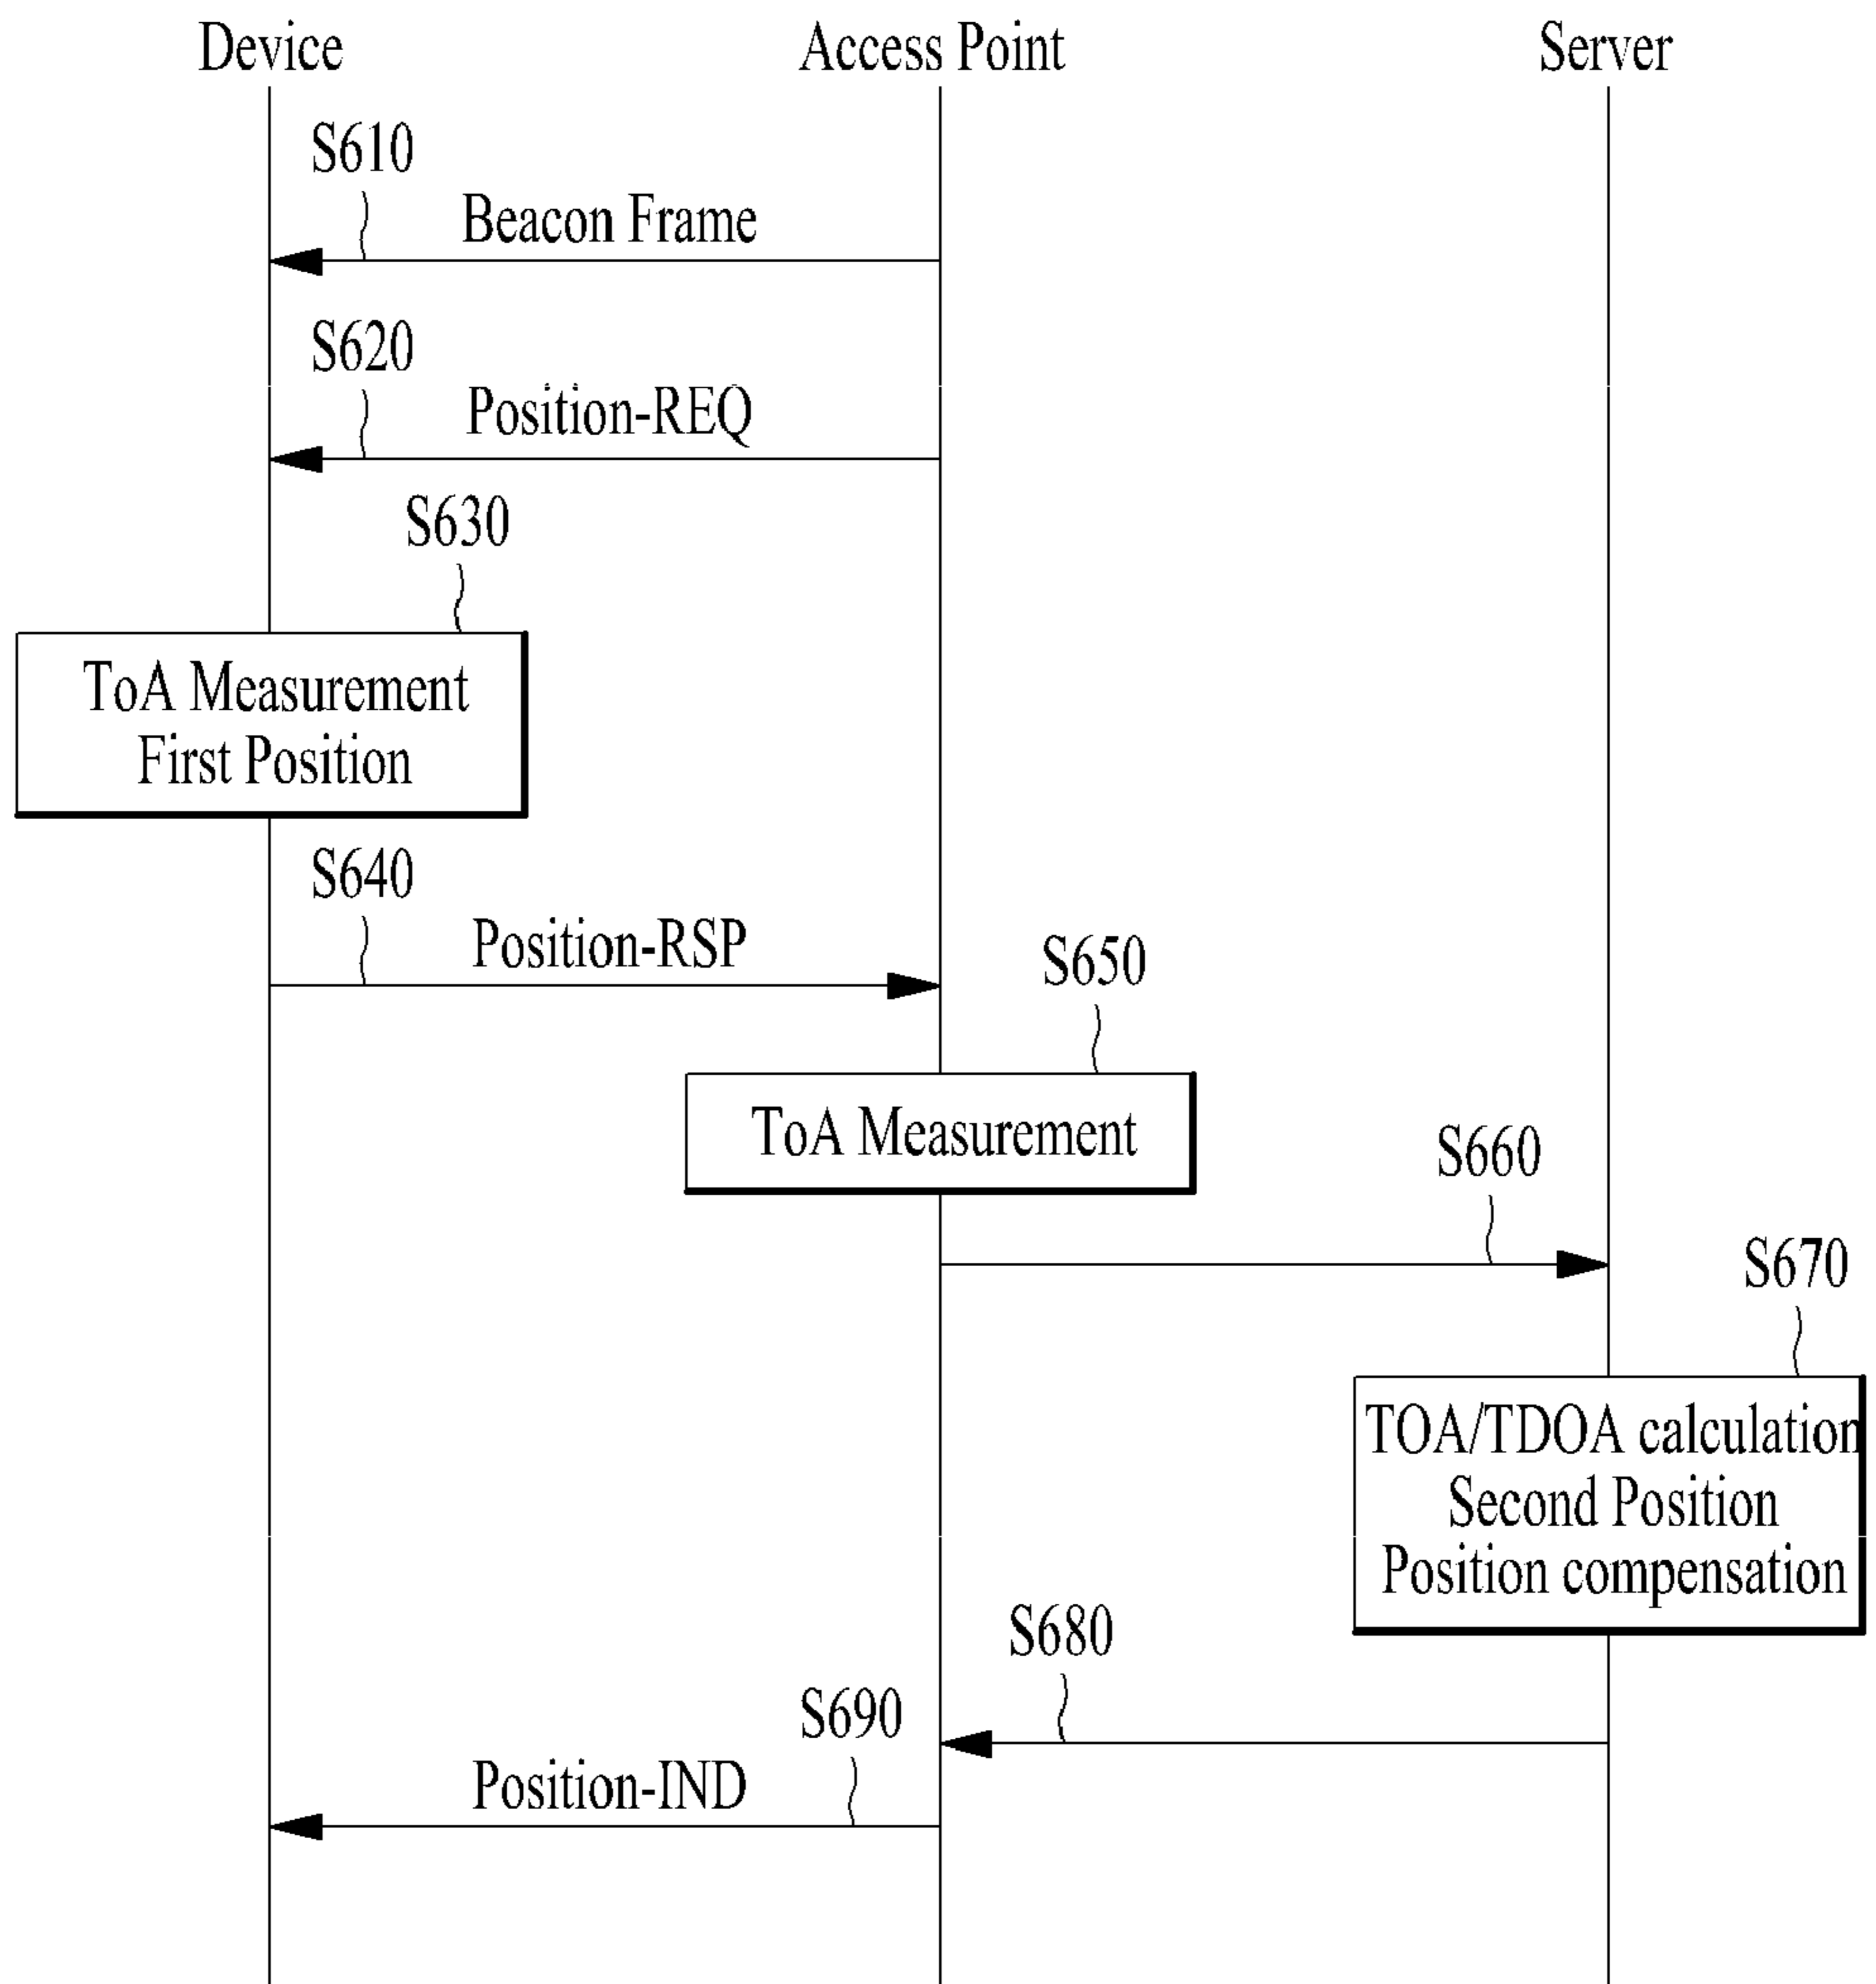 Device
Access Point
Server
S610
Beacon Frame
S620
Position-REQ
S630
ToA Measurement
First Position
S640
Position-RSP
S650
ToA Measurement
S660
S670
TOA/TDOA calculation
Second Position
Position compensation
S680
S690
Position-IND